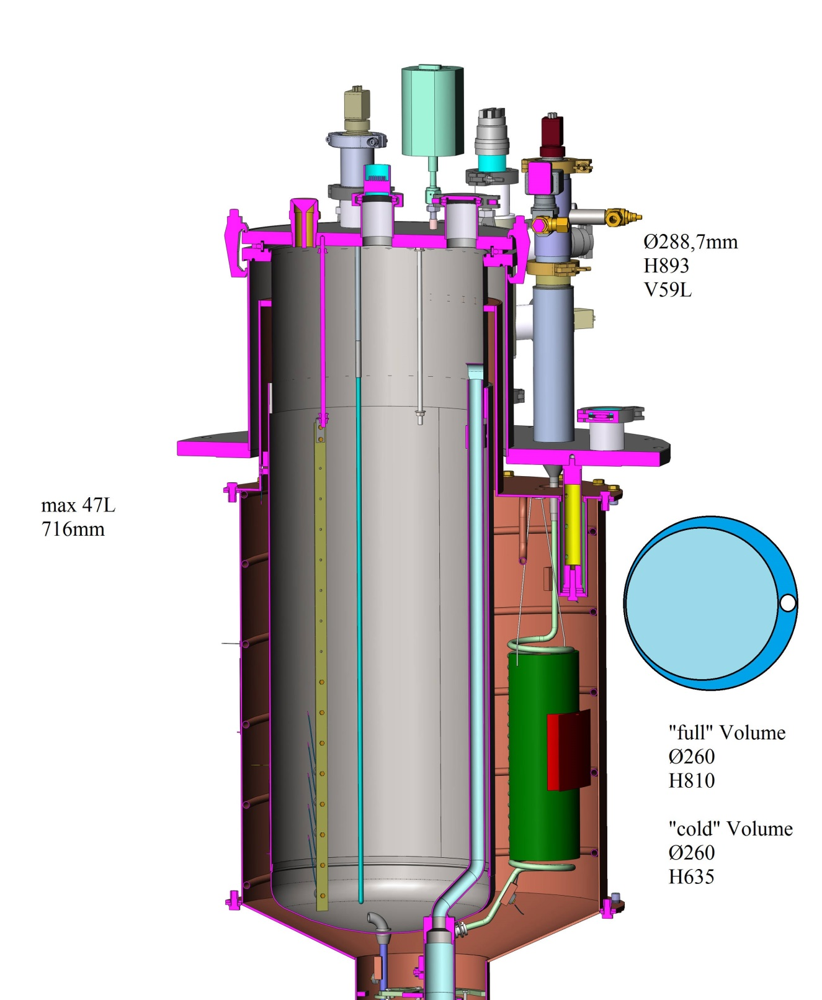 Ø288,7mm
H893
V59L
max 47L
716mm
"full" Volume
Ø260
H810
"cold" Volume
Ø260
H635